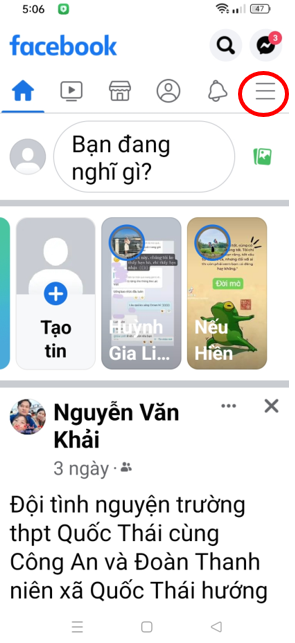 5:06
47
facebook
3
Bạn đang
nghĩ gì?
Tạo
tin
Huỳnh
Gia Li...
Đời mà
Nếu
Hiền
Nguyễn Văn
Khải
3 ngày ·
Đội tình nguyện trường
thpt Quốc Thái cùng
Công An và Đoàn Thanh
niên xã Quốc Thái hướng